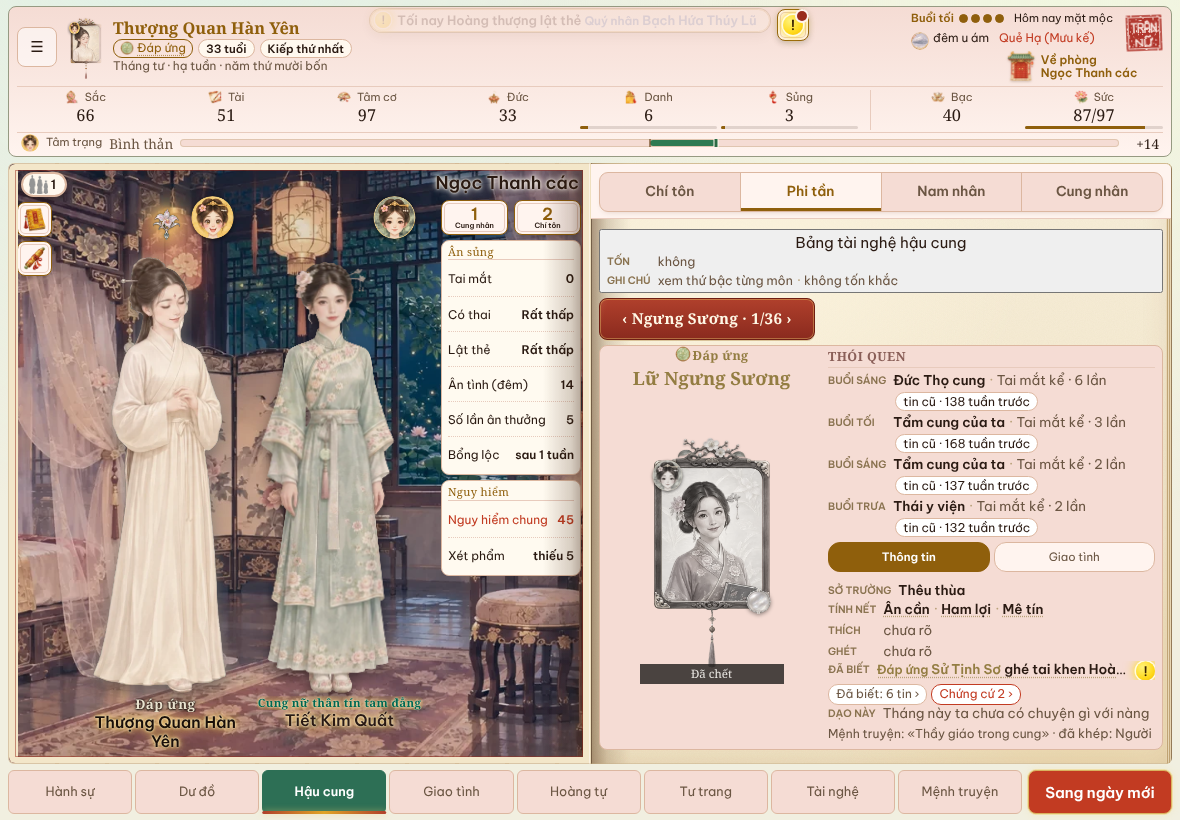 ☰
Thượng Quan Hàn Yên
Đáp ứng
33 tuổi
Kiếp thứ nhất
Tháng tư · hạ tuần · năm thứ mười bốn
Tối nay Hoàng thượng lật thẻ Quý nhân Bạch Hứa Thúy Lũ
!
Buổi tối
Hôm nay mặt mộc
đêm u ám
Quẻ Hạ (Mưu kế)
Về phòng
Ngọc Thanh các
Sắc
66
Tài
51
Tâm cơ
97
Đức
33
Danh
6
Sủng
3
Bạc
40
Sức
87/97
Tâm trạng
Bình thản
+14
1
Ngọc Thanh các
1
Cung nhân
2
Chí tôn
Ân sủng
Tai mắt 0
Có thai Rất thấp
Lật thẻ Rất thấp
Ân tình (đêm) 14
Số lần ân thưởng 5
Bổng lộc sau 1 tuần
Nguy hiểm
Nguy hiểm chung 45
Xét phẩm thiếu 5
Đáp ứng
Thượng Quan Hàn
Yên
Cung nữ thân tín tam đẳng
Tiết Kim Quất
Chí tôn
Phi tần
Nam nhân
Cung nhân
Bảng tài nghệ hậu cung
TỐN không
GHI CHÚ xem thứ bậc từng môn · không tốn khắc
‹ Ngưng Sương · 1/36 ›
Đáp ứng
Lữ Ngưng Sương
Đã chết
THÓI QUEN
BUỔI SÁNG Đức Thọ cung · Tai mắt kể · 6 lần
tin cũ · 138 tuần trước
BUỔI TỐI Tẩm cung của ta · Tai mắt kể · 3 lần
tin cũ · 168 tuần trước
BUỔI SÁNG Tẩm cung của ta · Tai mắt kể · 2 lần
tin cũ · 137 tuần trước
BUỔI TRƯA Thái y viện · Tai mắt kể · 2 lần
tin cũ · 132 tuần trước
Thông tin
Giao tình
SỞ TRƯỜNG Thêu thùa
TÍNH NẾT Ân cần · Ham lợi · Mê tín
THÍCH chưa rõ
GHÉT chưa rõ
ĐÃ BIẾT Đáp ứng Sử Tịnh Sơ ghé tai khen Hoà... !
Đã biết: 6 tin ›
Chứng cứ 2 ›
DẠO NÀY Tháng này ta chưa có chuyện gì với nàng
Mệnh truyện: «Thầy giáo trong cung» · đã khép: Người
Hành sự
Dư đồ
Hậu cung
Giao tình
Hoàng tự
Tư trang
Tài nghệ
Mệnh truyện
Sang ngày mới